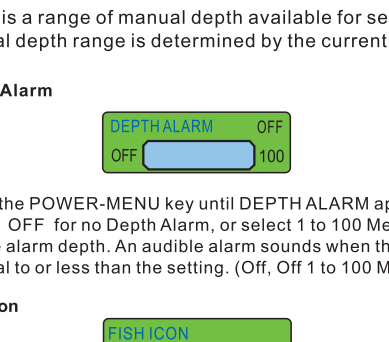 is a range of manual depth available for se
al depth range is determined by the current
Alarm
DEPTH ALARM OFF
OFF 100
the POWER-MENU key until DEPTH ALARM ap
OFF for no Depth Alarm, or select 1 to 100 Me
alarm depth. An audible alarm sounds when th
al to or less than the setting. (Off, Off 1 to 100 M
on
FISH ICON